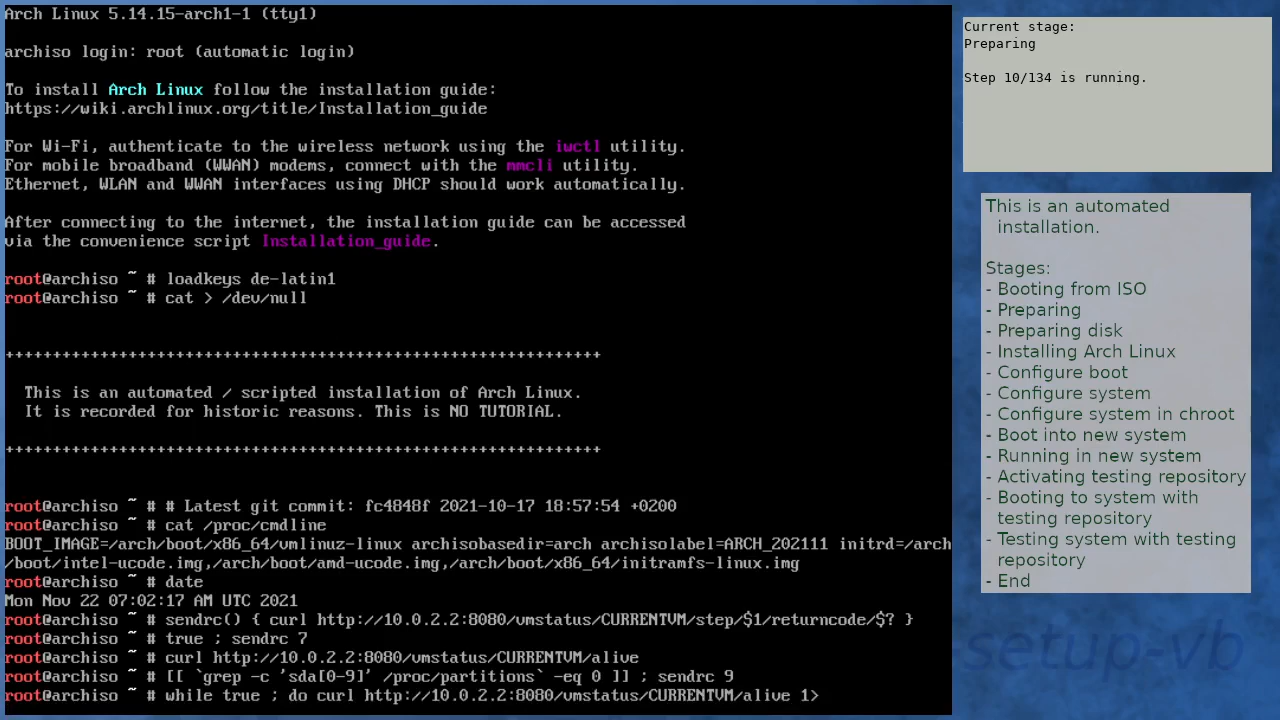 Arch Linux 5.14.15-arch1-1 (tty1)
archiso login: root (automatic login)
To install Arch Linux follow the installation guide:
https://wiki.archlinux.org/title/Installation_guide
For Wi-Fi, authenticate to the wireless network using the iwctl utility.
For mobile broadband (WWAN) modems, connect with the mmcli utility.
Ethernet, WLAN and WWAN interfaces using DHCP should work automatically.
After connecting to the internet, the installation guide can be accessed
via the convenience script Installation_guide.
root@archiso ~ # loadkeys de-latin1
root@archiso ~ # cat > /dev/null
+++++++++++++++++++++++++++++++++++++++++++++++++++++++++++++++
This is an automated / scripted installation of Arch Linux.
It is recorded for historic reasons. This is NO TUTORIAL.
+++++++++++++++++++++++++++++++++++++++++++++++++++++++++++++++
root@archiso ~ # # Latest git commit: fc4848f 2021-10-17 18:57:54 +0200
root@archiso ~ # cat /proc/cmdline
BOOT_IMAGE=/arch/boot/x86_64/vmlinuz-linux archisobasedir=arch archisolabel=ARCH_202111 initrd=/arch
/boot/intel-ucode.img,/arch/boot/amd-ucode.img,/arch/boot/x86_64/initramfs-linux.img
root@archiso ~ # date
Mon Nov 22 07:02:17 AM UTC 2021
root@archiso ~ # sendrc() { curl http://10.0.2.2:8080/vmstatus/CURRENTVM/step/$1/returncode/$? }
root@archiso ~ # true ; sendrc 7
root@archiso ~ # curl http://10.0.2.2:8080/vmstatus/CURRENTVM/alive
root@archiso ~ # [[ `grep -c 'sda[0-9]' /proc/partitions` -eq 0 ]] ; sendrc 9
root@archiso ~ # while true ; do curl http://10.0.2.2:8080/vmstatus/CURRENTVM/alive 1>
Current stage:
Preparing
Step 10/134 is running.
This is an automated
installation.
Stages:
- Booting from ISO
- Preparing
- Preparing disk
- Installing Arch Linux
- Configure boot
- Configure system
- Configure system in chroot
- Boot into new system
- Running in new system
- Activating testing repository
- Booting to system with
testing repository
- Testing system with testing
repository
- End
setup-vb